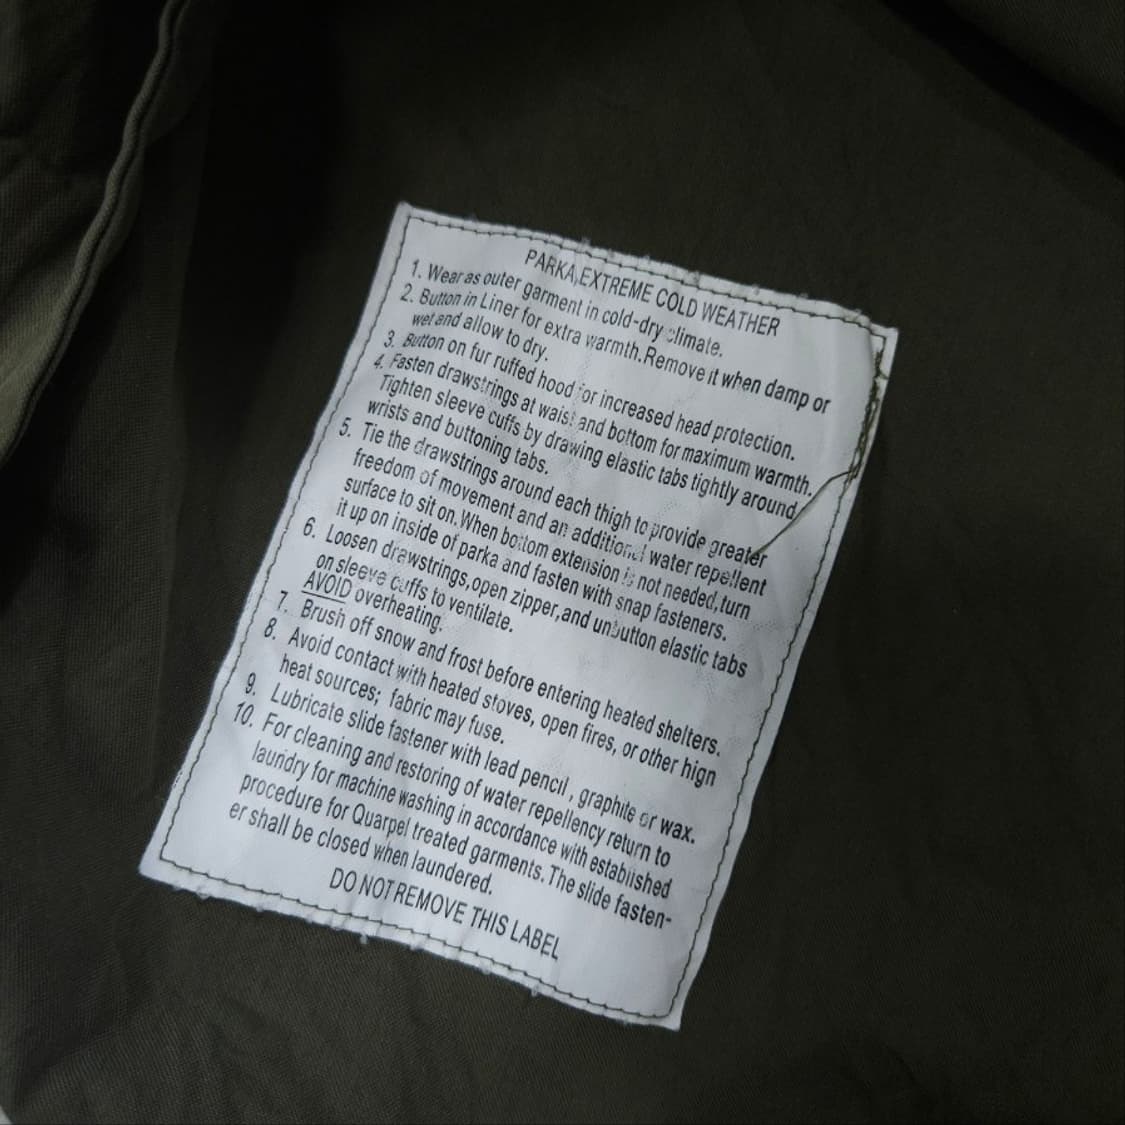 PARKA,EXTREME COLD WEATHER
1. Wear as outer garment in cold-dry climate.
2. Button in Liner for extra warmth.Remove it when damp or
wet and allow to dry.
3. Button on fur ruffed hood for increased head protection.
4. Fasten drawstrings at waist and bottom for maximum warmth.
Tighten sleeve cuffs by drawing elastic tabs tightly around
wrists and buttoning tabs.
5. Tie the drawstrings around each thigh to provide greater
freedom of movement and an additional water repellent
surface to sit on.When bottom extension is not needed,turn
it up on inside of parka and fasten with snap fasteners.
6. Loosen drawstrings,open zipper,and unbutton elastic tabs
on sleeve cuffs to ventilate.
AVOID overheating.
7. Brush off snow and frost before entering heated shelters.
8. Avoid contact with heated stoves, open fires, or other hign
heat sources; fabric may fuse.
9. Lubricate slide fastener with lead pencil, graphite or wax.
10. For cleaning and restoring of water repellency return to
laundry for machine washing in accordance with established
procedure for Quarpel treated garments. The slide fasten-
er shall be closed when laundered.
DO NOT REMOVE THIS LABEL